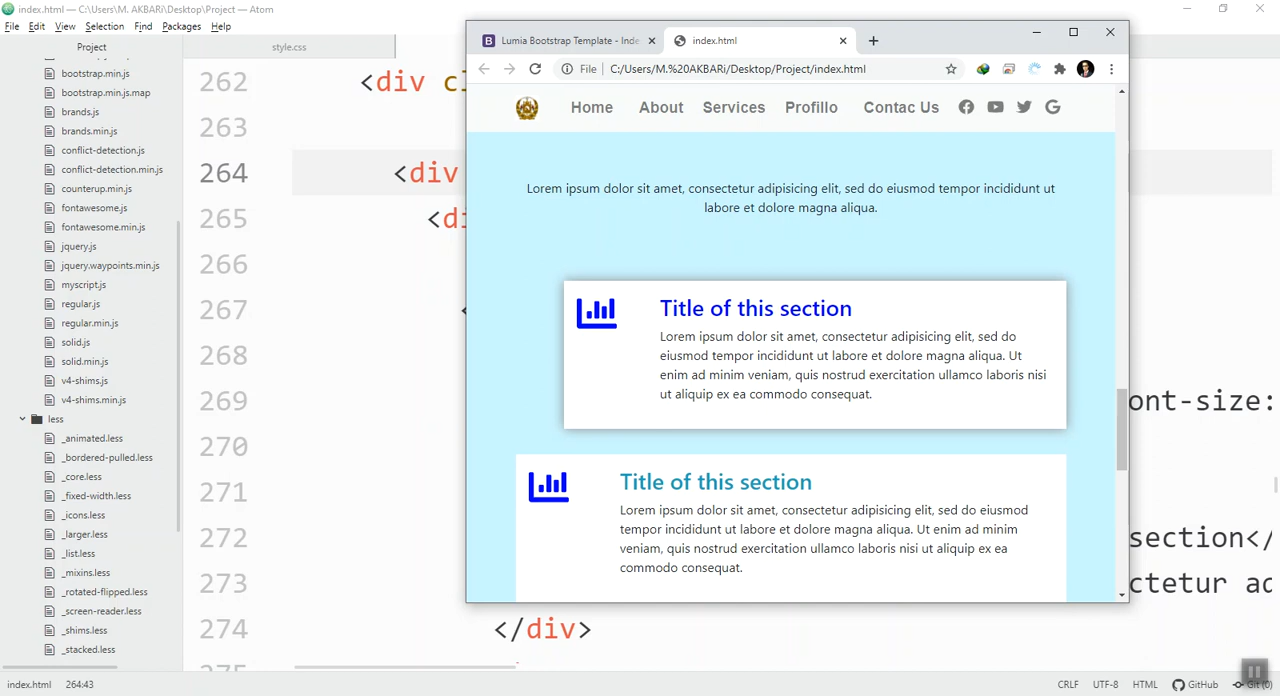 index.html — C:\Users\M. AKBARi\Desktop\Project — Atom
File Edit View Selection Find Packages Help
Project
style.css
bootstrap.min.js
bootstrap.min.js.map
brands.js
brands.min.js
conflict-detection.js
conflict-detection.min.js
counterup.min.js
fontawesome.js
fontawesome.min.js
jquery.js
jquery.waypoints.min.js
myscript.js
regular.js
regular.min.js
solid.js
solid.min.js
v4-shims.js
v4-shims.min.js
less
_animated.less
_bordered-pulled.less
_core.less
_fixed-width.less
_icons.less
_larger.less
_list.less
_mixins.less
_rotated-flipped.less
_screen-reader.less
_shims.less
_stacked.less
262 <div c
263
264 <div
265 <di
266
267 <
268
269 ont-size:
270
271
272 section</
273 ctetur ad
274 </div>
Lumia Bootstrap Template - Inde
index.html
File C:/Users/M.%20AKBARi/Desktop/Project/index.html
Home About Services Profillo Contac Us
Lorem ipsum dolor sit amet, consectetur adipisicing elit, sed do eiusmod tempor incididunt ut
labore et dolore magna aliqua.
Title of this section
Lorem ipsum dolor sit amet, consectetur adipisicing elit, sed do
eiusmod tempor incididunt ut labore et dolore magna aliqua. Ut
enim ad minim veniam, quis nostrud exercitation ullamco laboris nisi
ut aliquip ex ea commodo consequat.
Title of this section
Lorem ipsum dolor sit amet, consectetur adipisicing elit, sed do eiusmod
tempor incididunt ut labore et dolore magna aliqua. Ut enim ad minim
veniam, quis nostrud exercitation ullamco laboris nisi ut aliquip ex ea
commodo consequat.
index.html 264:43
CRLF UTF-8 HTML GitHub Git (0)